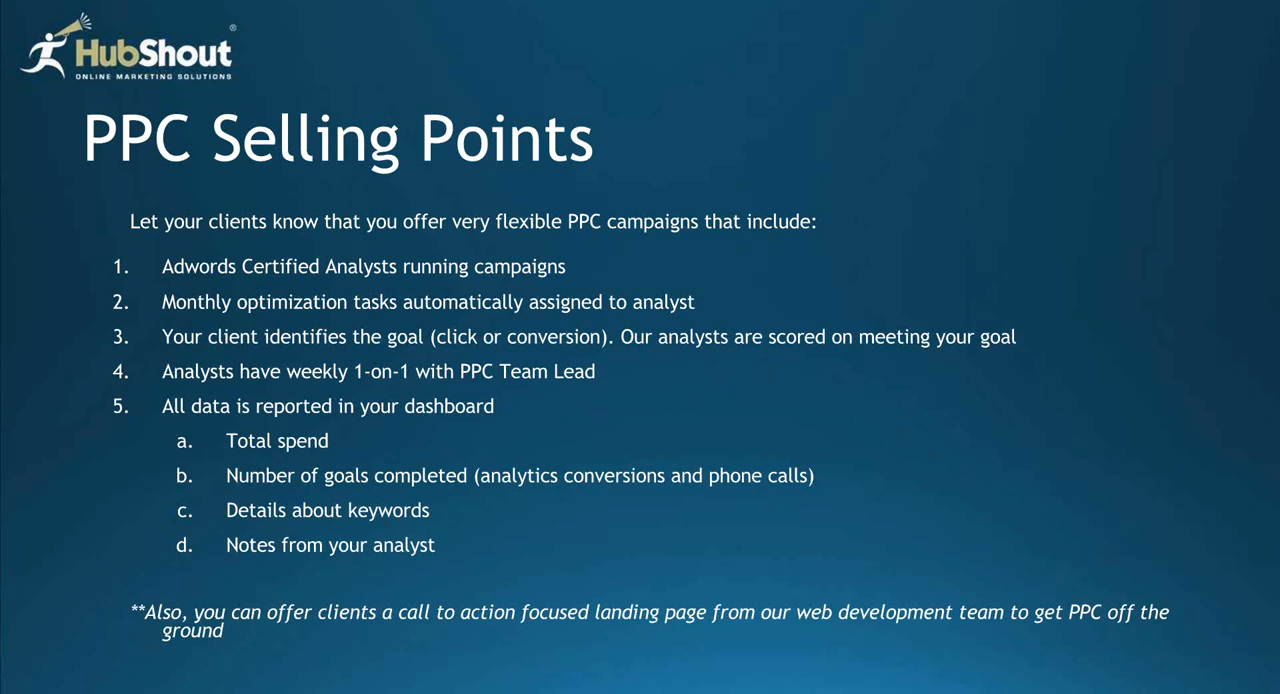 HubShout®
ONLINE MARKETING SOLUTIONS
PPC Selling Points
Let your clients know that you offer very flexible PPC campaigns that include:
1. Adwords Certified Analysts running campaigns
2. Monthly optimization tasks automatically assigned to analyst
3. Your client identifies the goal (click or conversion). Our analysts are scored on meeting your goal
4. Analysts have weekly 1-on-1 with PPC Team Lead
5. All data is reported in your dashboard
a. Total spend
b. Number of goals completed (analytics conversions and phone calls)
c. Details about keywords
d. Notes from your analyst
**Also, you can offer clients a call to action focused landing page from our web development team to get PPC off the
ground